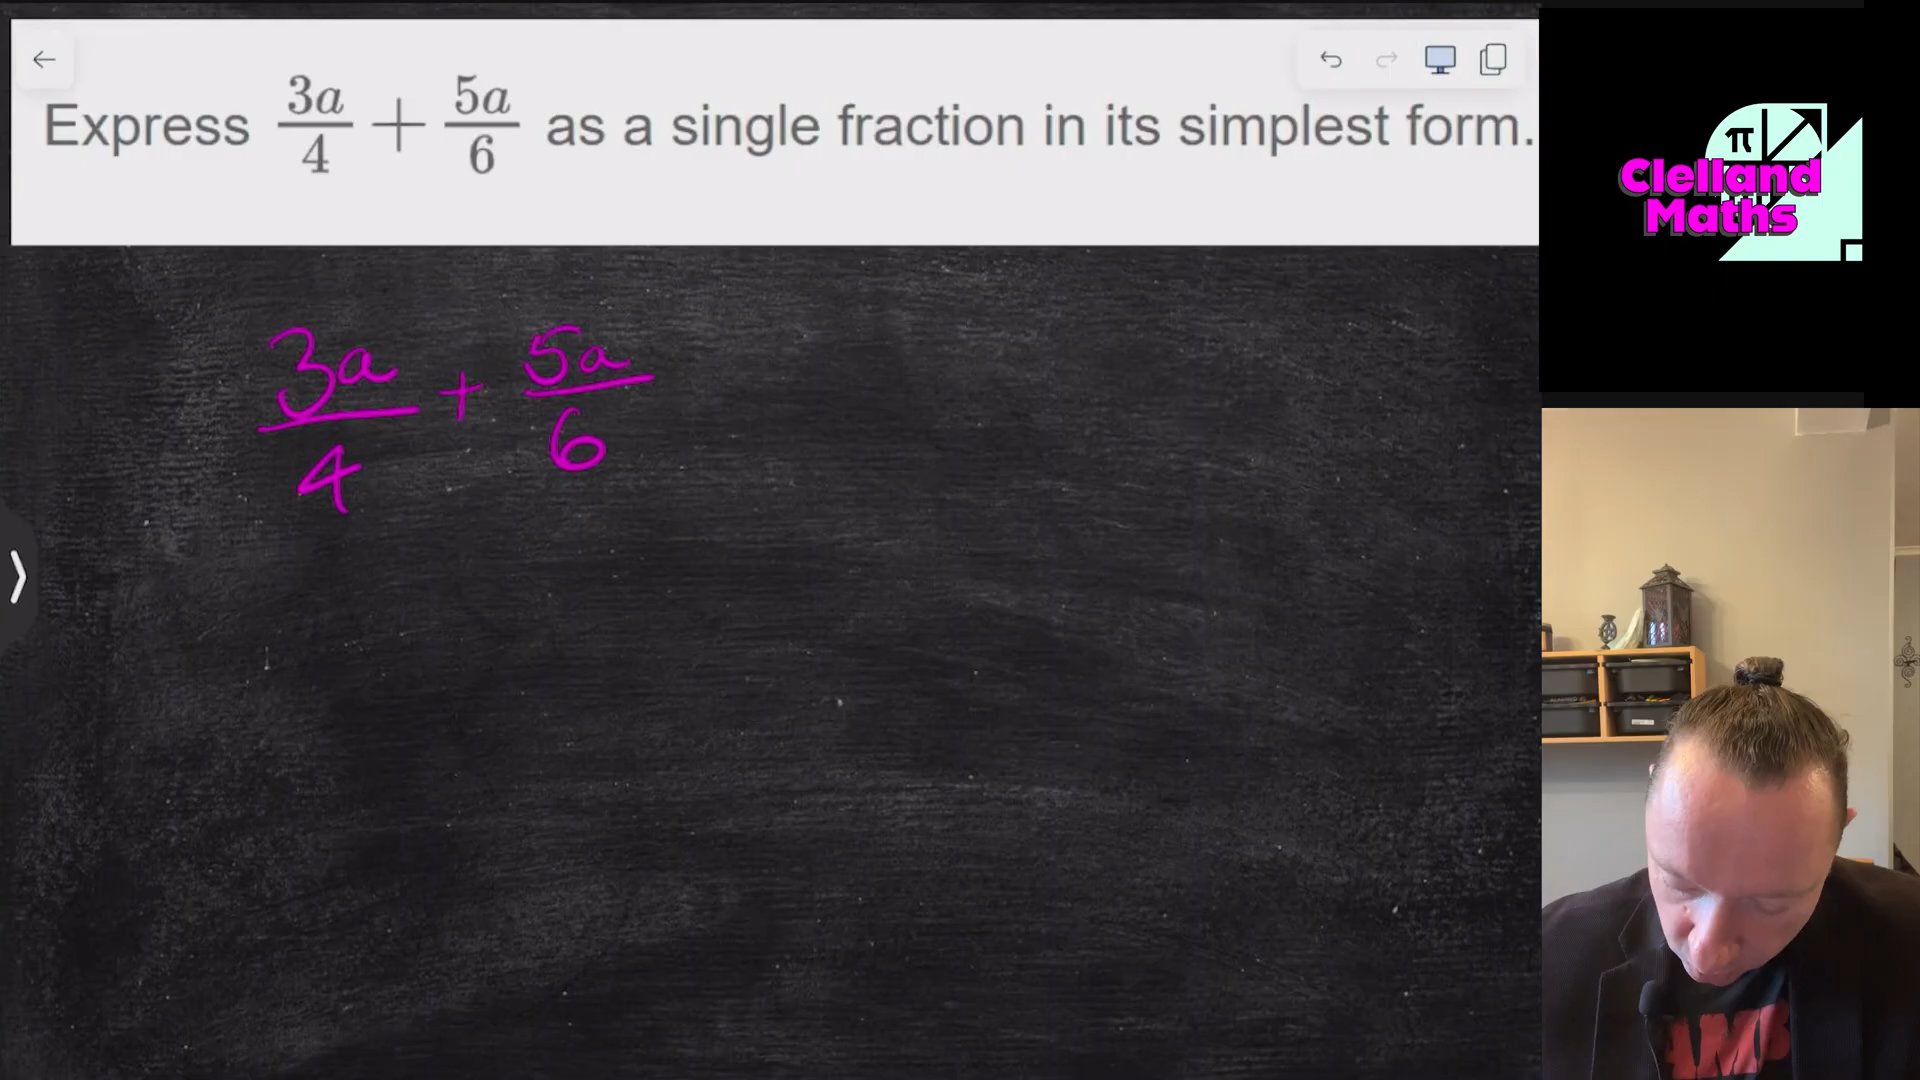 Express 3a/4 + 5a/6 as a single fraction in its simplest form.
π
Clelland
Maths
3a/4 + 5a/6